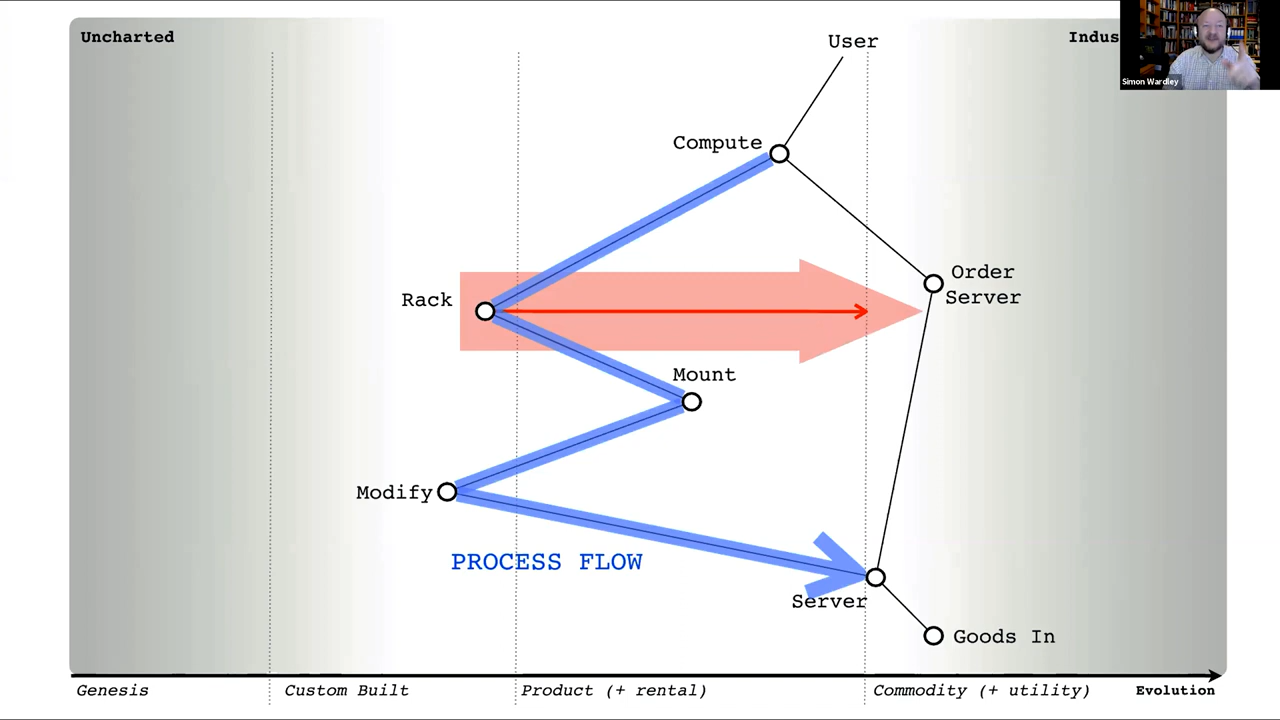 Uncharted
User
Indus
Simon Wardley
Compute
Order
Server
Rack
Mount
Modify
PROCESS FLOW
Server
Goods In
Genesis
Custom Built
Product (+ rental)
Commodity (+ utility)
Evolution